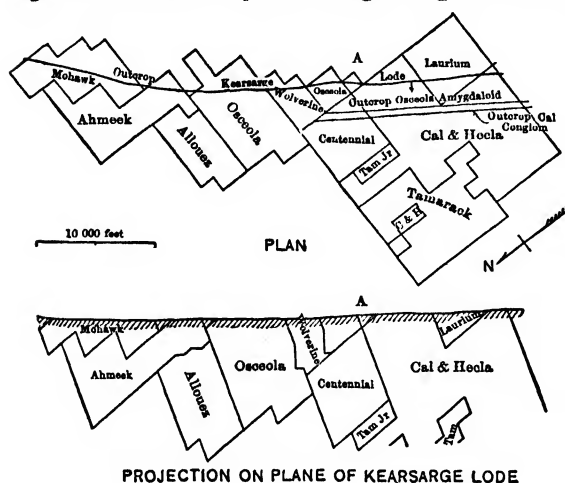 A
Mohawk
Outcrop
Kearsarge
Lode
Laurium
Osceola
Wolverine
Outcrop Osceola Amygdaloid
Outcrop Cal
Conglom
Ahmeek
Allouez
Osceola
Centennial
Cal & Hecla
Tam Jr
Tamarack
C & H
10 000 feet
PLAN
N
A
Mohawk
Wolverine
Laurium
Ahmeek
Allouez
Osceola
Centennial
Cal & Hecla
Tam Jr
Tam
PROJECTION ON PLANE OF KEARSARGE LODE